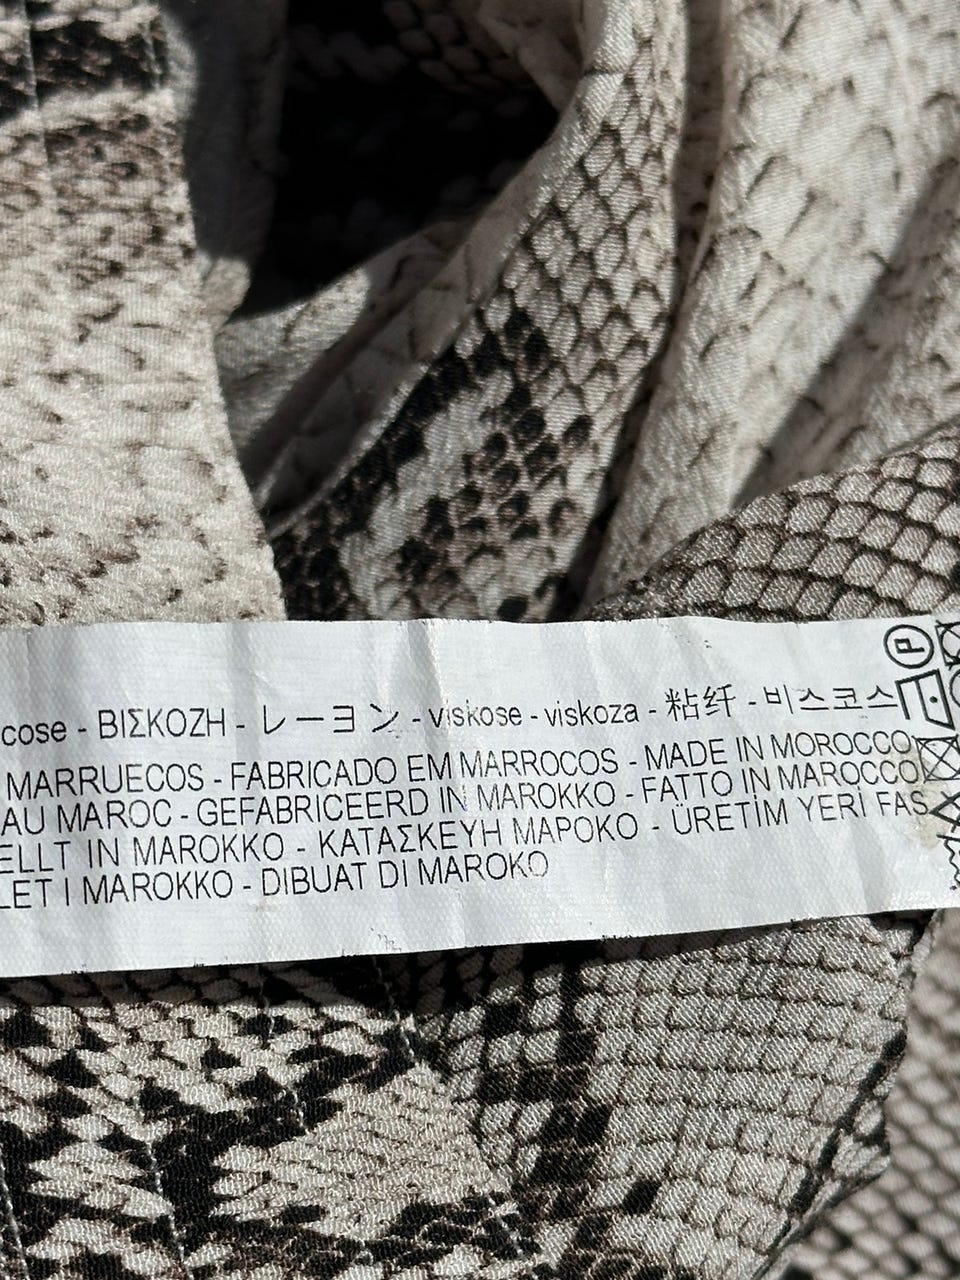 cose - ΒΙΣΚΟΖΗ - レーヨン - viskose - viskoza - 粘纤 - 비스코스
MARRUECOS - FABRICADO EM MARROCOS - MADE IN MOROCCO
AU MAROC - GEFABRICEERD IN MAROKKO - FATTO IN MAROCCO
ELLT IN MAROKKO - ΚΑΤΑΣΚΕΥΗ ΜΑΡΟΚΟ - ÜRETİM YERİ FAS
LET I MAROKKO - DIBUAT DI MAROKO
P